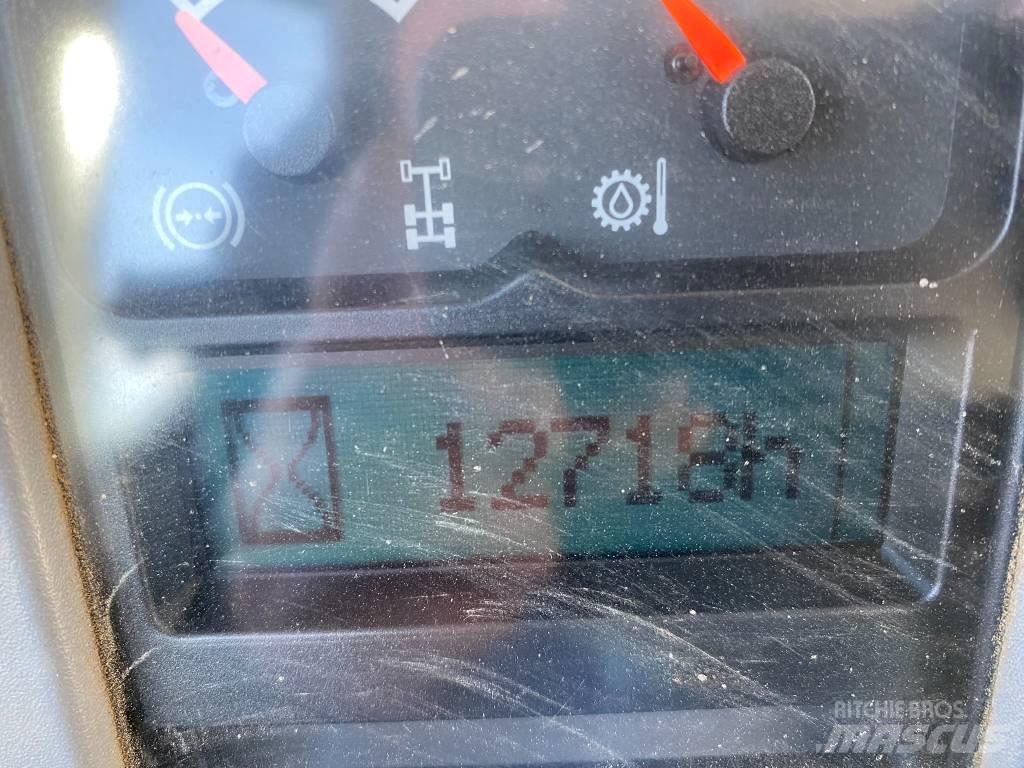 12718h
RITCHIE BROS.
MASCUS